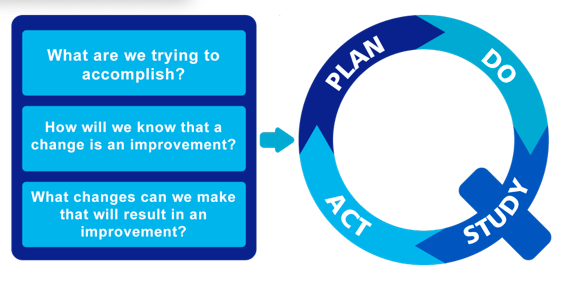 What are we trying to
accomplish?
How will we know that a
change is an improvement?
What changes can we make
that will result in an
improvement?
PLAN
DO
STUDY
ACT